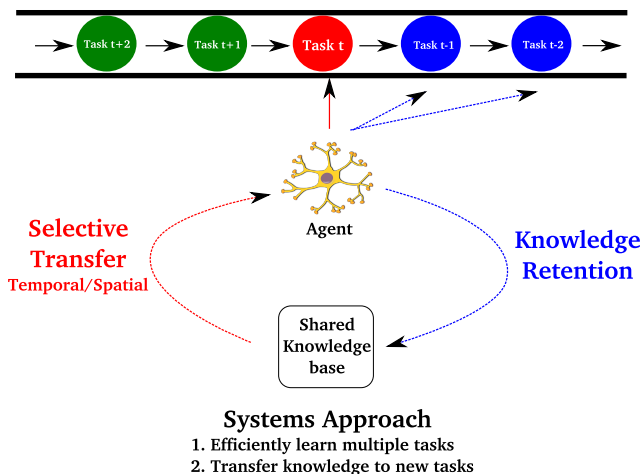 Task t+2
Task t+1
Task t
Task t-1
Task t-2
Agent
Selective
Transfer
Temporal/Spatial
Knowledge
Retention
Shared
Knowledge
base
Systems Approach
1. Efficiently learn multiple tasks
2. Transfer knowledge to new tasks